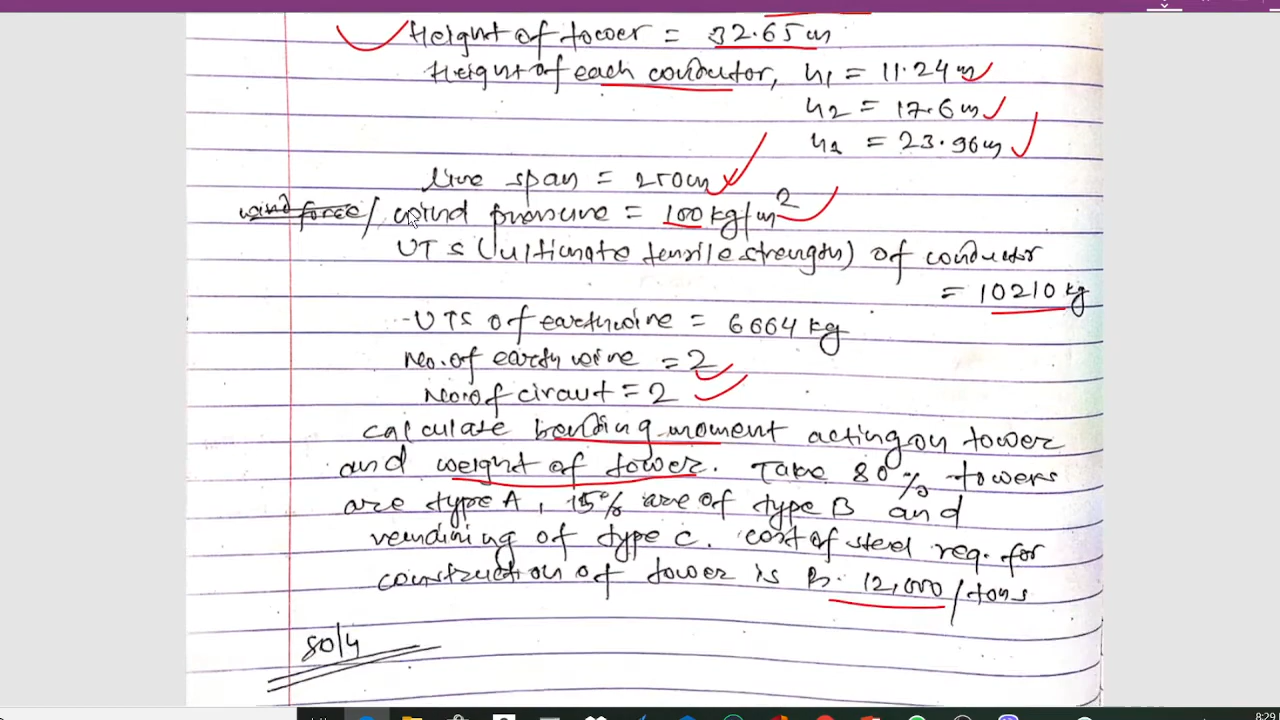 Height of tower = 32.65m
Height of each conductor, h1 = 11.24m
h2 = 17.6m
h3 = 23.96m
Line span = 250m
wind force / wind pressure = 100 kg/m2
UTS (ultimate tensile strength) of conductor
= 10210 kg
-UTS of earthwire = 6664 kg
No. of earth wire = 2
No. of circuit = 2
calculate bending moment acting on tower
and weight of tower. Take 80% towers
are type A, 15% are of type B and
remaining of type C. cost of steel req. for
construction of tower is Rs. 12,000/tons
Soln
8:20